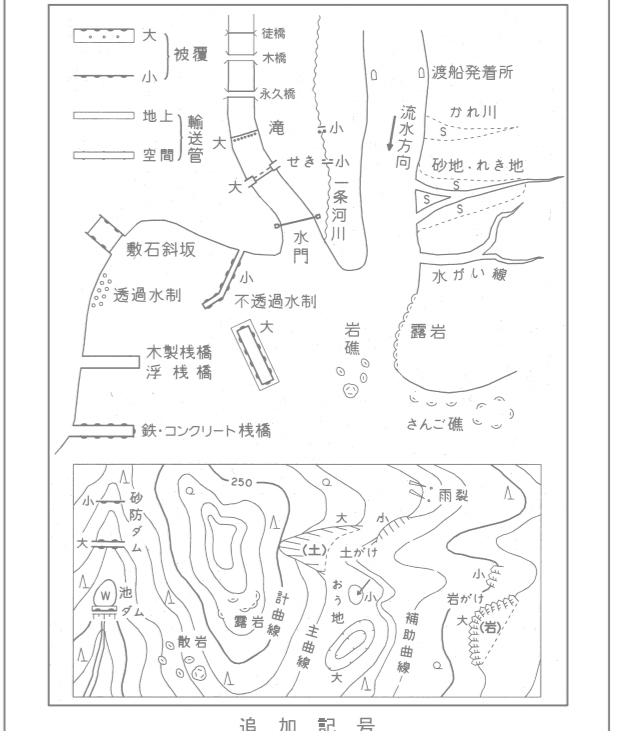 大
小
被覆
地上
空間
輸送管
徒橋
木橋
永久橋
滝
大
小
せき
小
大
一条河川
水門
渡船発着所
流水方向
かれ川
S
砂地・れき地
S
S
S
水がい線
敷石斜坂
透過水制
小
不透過水制
木製桟橋
浮桟橋
大
岩礁
露岩
さんご礁
鉄・コンクリート桟橋
小
砂防ダム
大
W
池
ダム
250
露岩
散岩
計曲線
主曲線
大
小
(土)
土がけ
雨裂
おう地
小
大
補助曲線
小
岩がけ
大
(岩)
追加記号